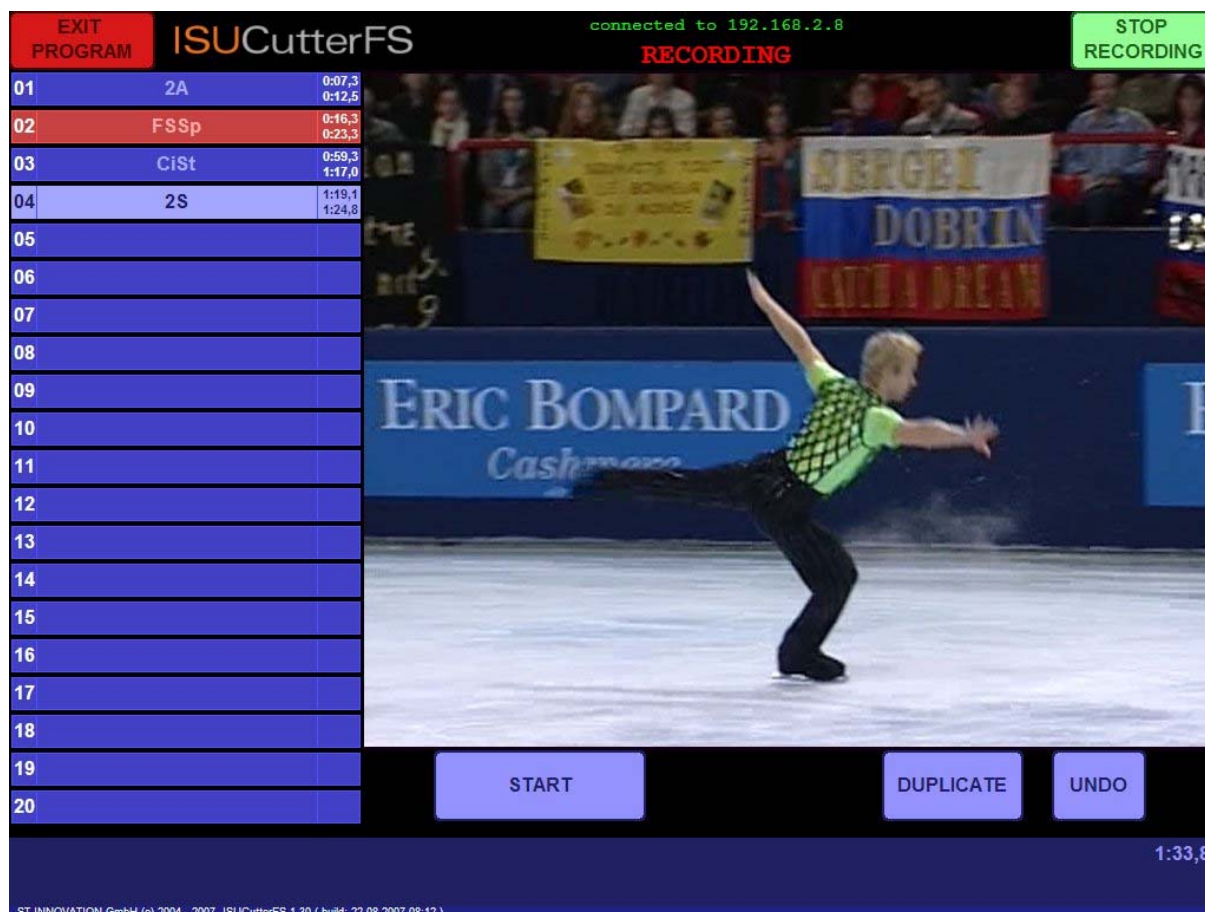 EXIT
PROGRAM
ISUCutterFS
connected to 192.168.2.8
RECORDING
STOP
RECORDING
01 2A 0:07,3
0:12,5
02 FSSp 0:16,3
0:23,3
03 CiSt 0:59,3
1:17,0
04 2S 1:19,1
1:24,8
05
06
07
08
09
10
11
12
13
14
15
16
17
18
19
20
SERGEI
DOBRIN
CATCH A DREAM
ERIC BOMPARD
Cashmere
START
DUPLICATE
UNDO
1:33,8
ST INNOVATION GmbH (c) 2004 - 2007, ISUCutterFS 1.30 ( build: 22.08.2007 08:12 )